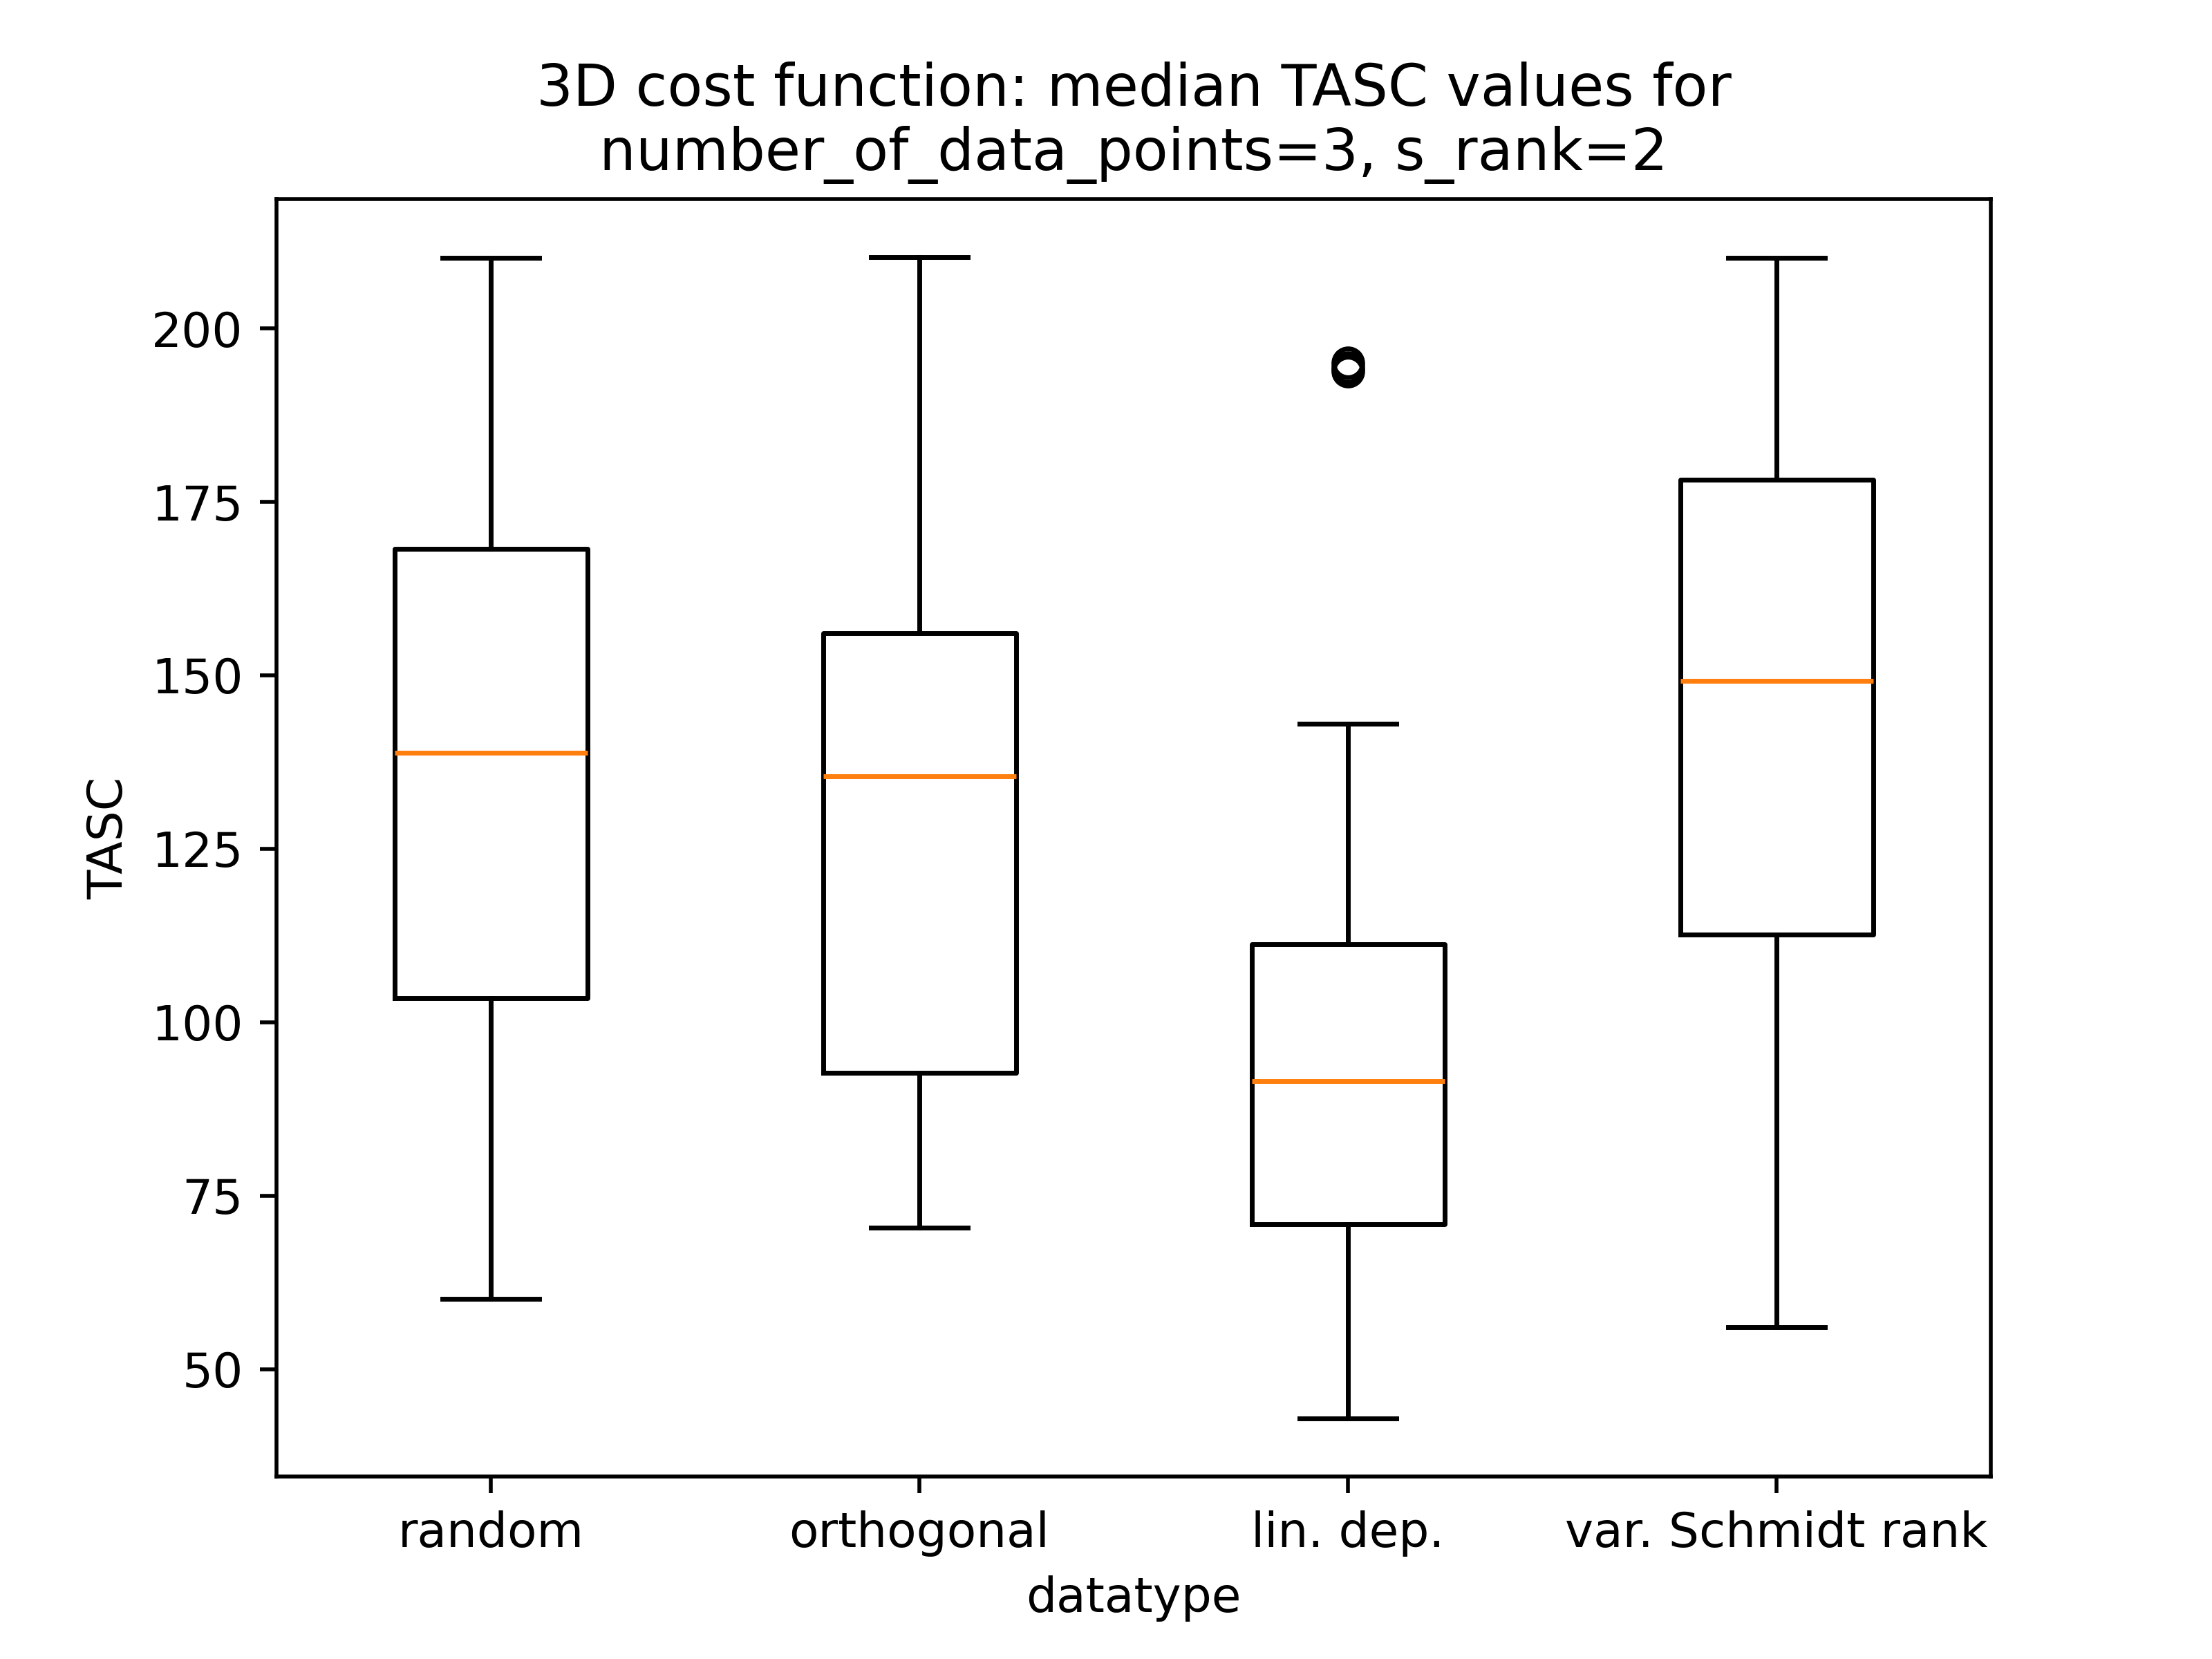 3D cost function: median TASC values for
number_of_data_points=3, s_rank=2
TASC
200
175
150
125
100
75
50
random orthogonal lin. dep. var. Schmidt rank
datatype